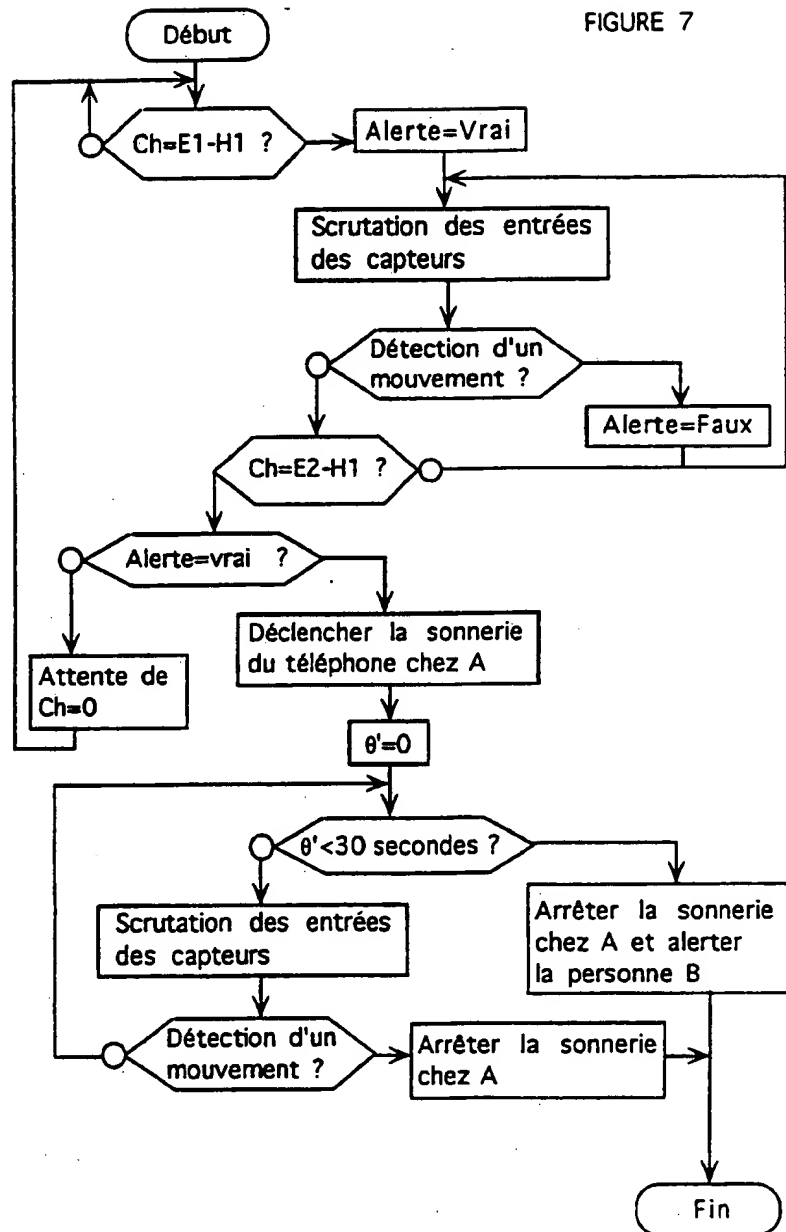 FIGURE 7
Début
Ch=E1-H1 ?
Alerte=Vrai
Scrutation des entrées
des capteurs
Détection d'un
mouvement ?
Alerte=Faux
Ch=E2-H1 ?
Alerte=vrai ?
Déclencher la sonnerie
du téléphone chez A
Attente de
Ch=0
θ'=0
θ'<30 secondes ?
Scrutation des entrées
des capteurs
Arrêter la sonnerie
chez A et alerter
la personne B
Détection d'un
mouvement ?
Arrêter la sonnerie
chez A
Fin